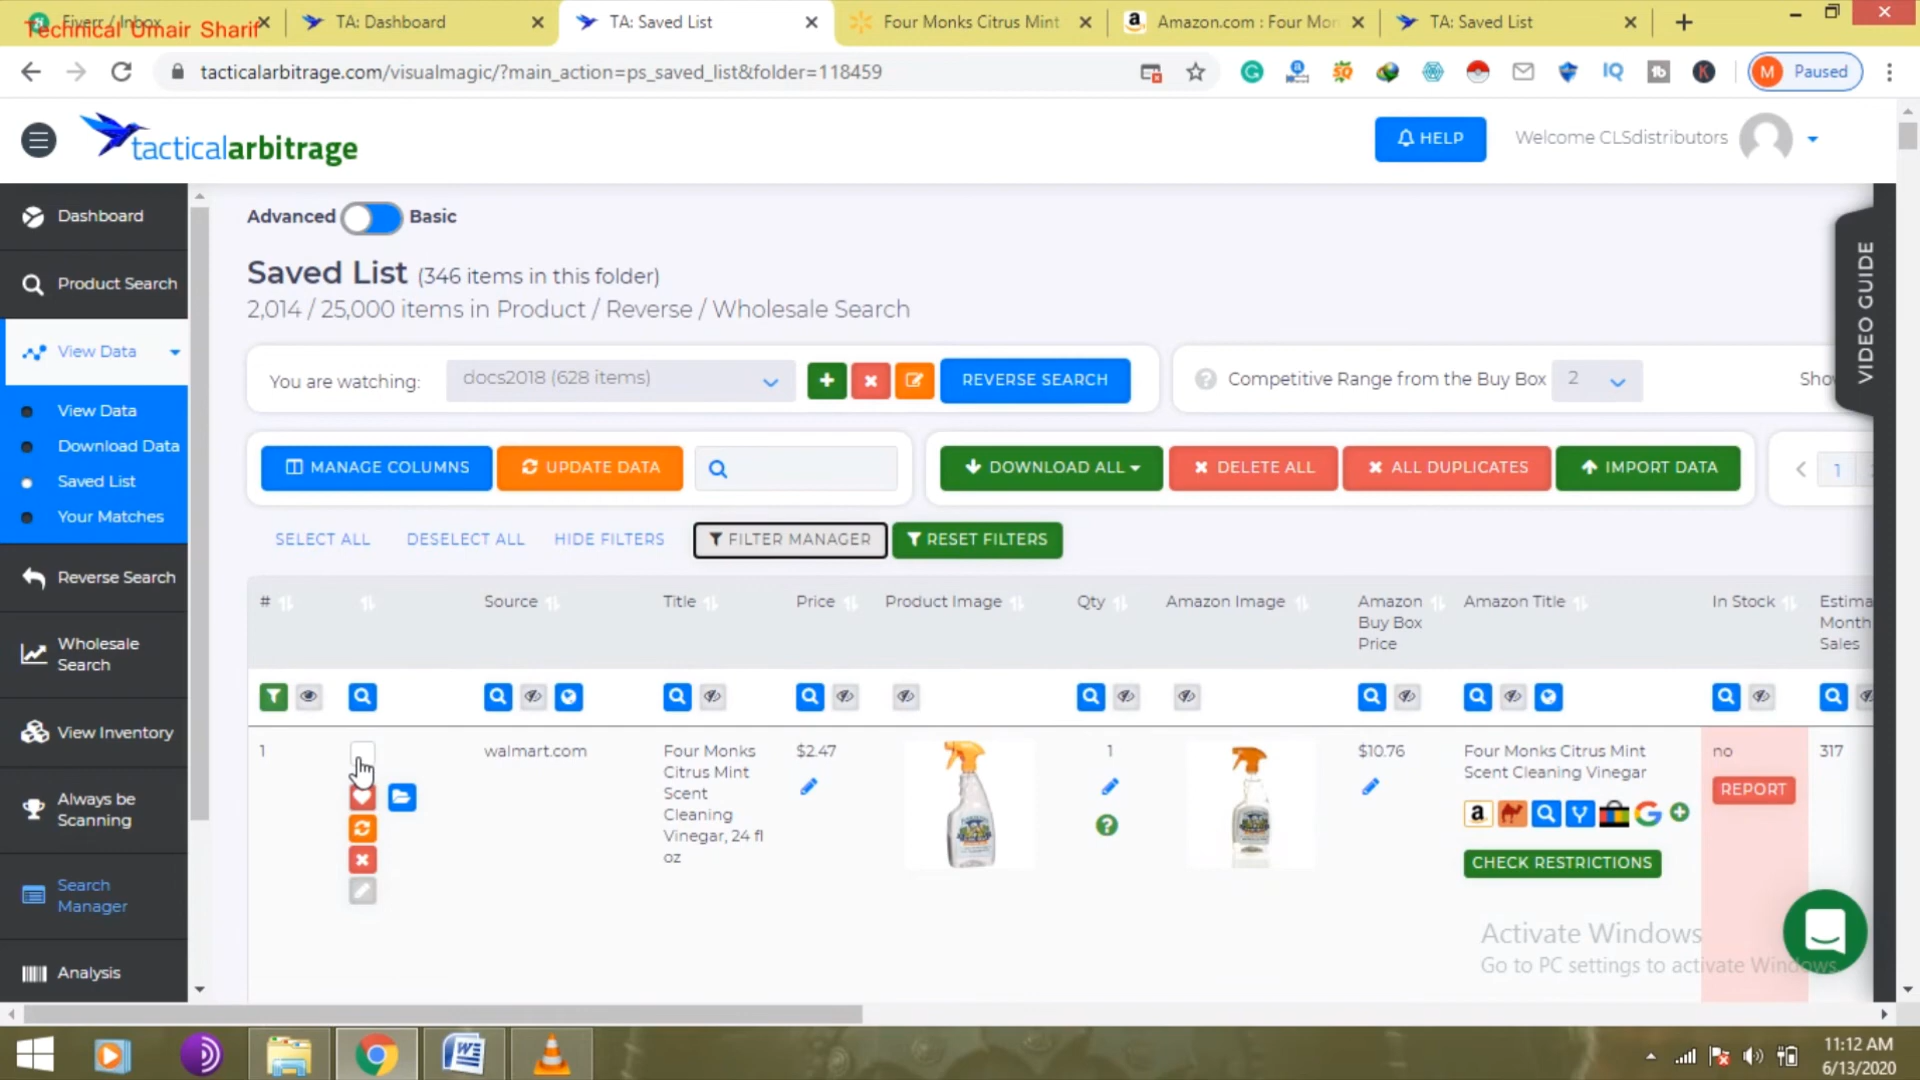 Fiverr / Inbox
Technical Umair Sharif
TA: Dashboard
TA: Saved List
Four Monks Citrus Mint
Amazon.com : Four Mon
TA: Saved List
tacticalarbitrage.com/visualmagic/?main_action=ps_saved_list&folder=118459
M Paused
tacticalarbitrage
HELP
Welcome CLSdistributors
Dashboard
Product Search
View Data
View Data
Download Data
Saved List
Your Matches
Reverse Search
Wholesale
Search
View Inventory
Always be
Scanning
Search
Manager
Analysis
Advanced Basic
Saved List (346 items in this folder)
2,014 / 25,000 items in Product / Reverse / Wholesale Search
You are watching: docs2018 (628 items) REVERSE SEARCH
Competitive Range from the Buy Box 2
Sho
VIDEO GUIDE
MANAGE COLUMNS UPDATE DATA
DOWNLOAD ALL DELETE ALL ALL DUPLICATES IMPORT DATA
1
SELECT ALL DESELECT ALL HIDE FILTERS FILTER MANAGER RESET FILTERS
# Source Title Price Product Image Qty Amazon Image Amazon
Buy Box
Price Amazon Title In Stock Estima
Month
Sales
1 walmart.com
Four Monks
Citrus Mint
Scent
Cleaning
Vinegar, 24 fl
oz
$2.47
1
$10.76
Four Monks Citrus Mint
Scent Cleaning Vinegar
CHECK RESTRICTIONS
no
REPORT
317
Activate Windows
Go to PC settings to activate Windows.
11:12 AM
6/13/2020